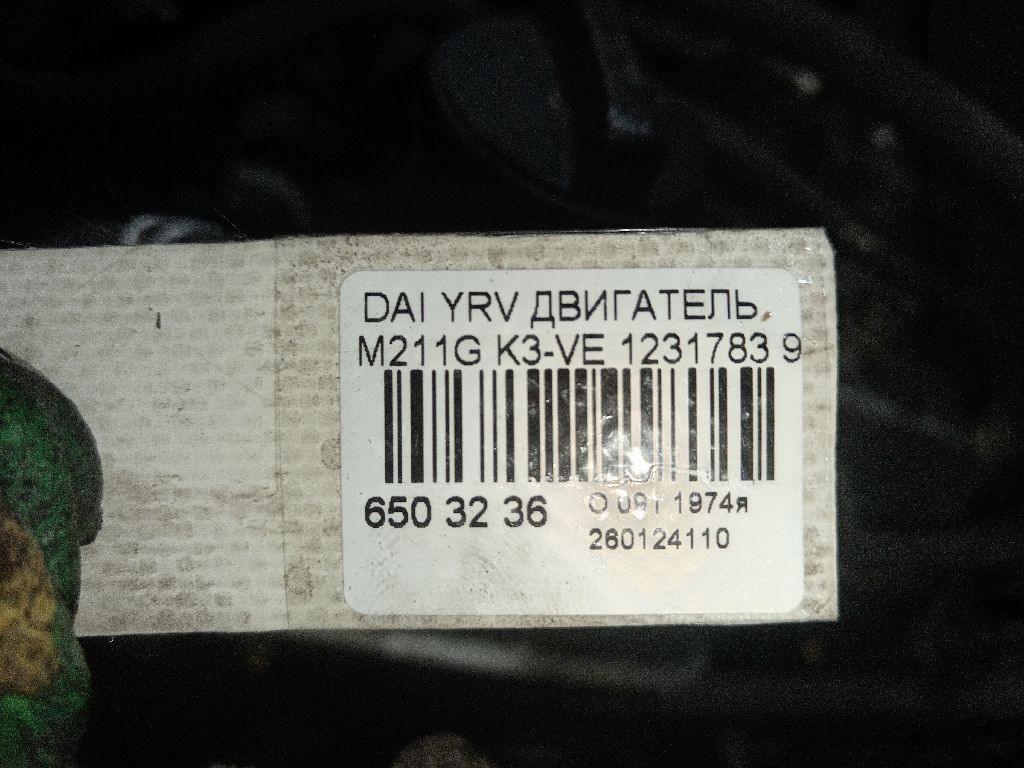 DAI YRV ДВИГАТЕЛЬ,
M211G K3-VE 1231783 9
650 32 36
О 091 1974я
260124110